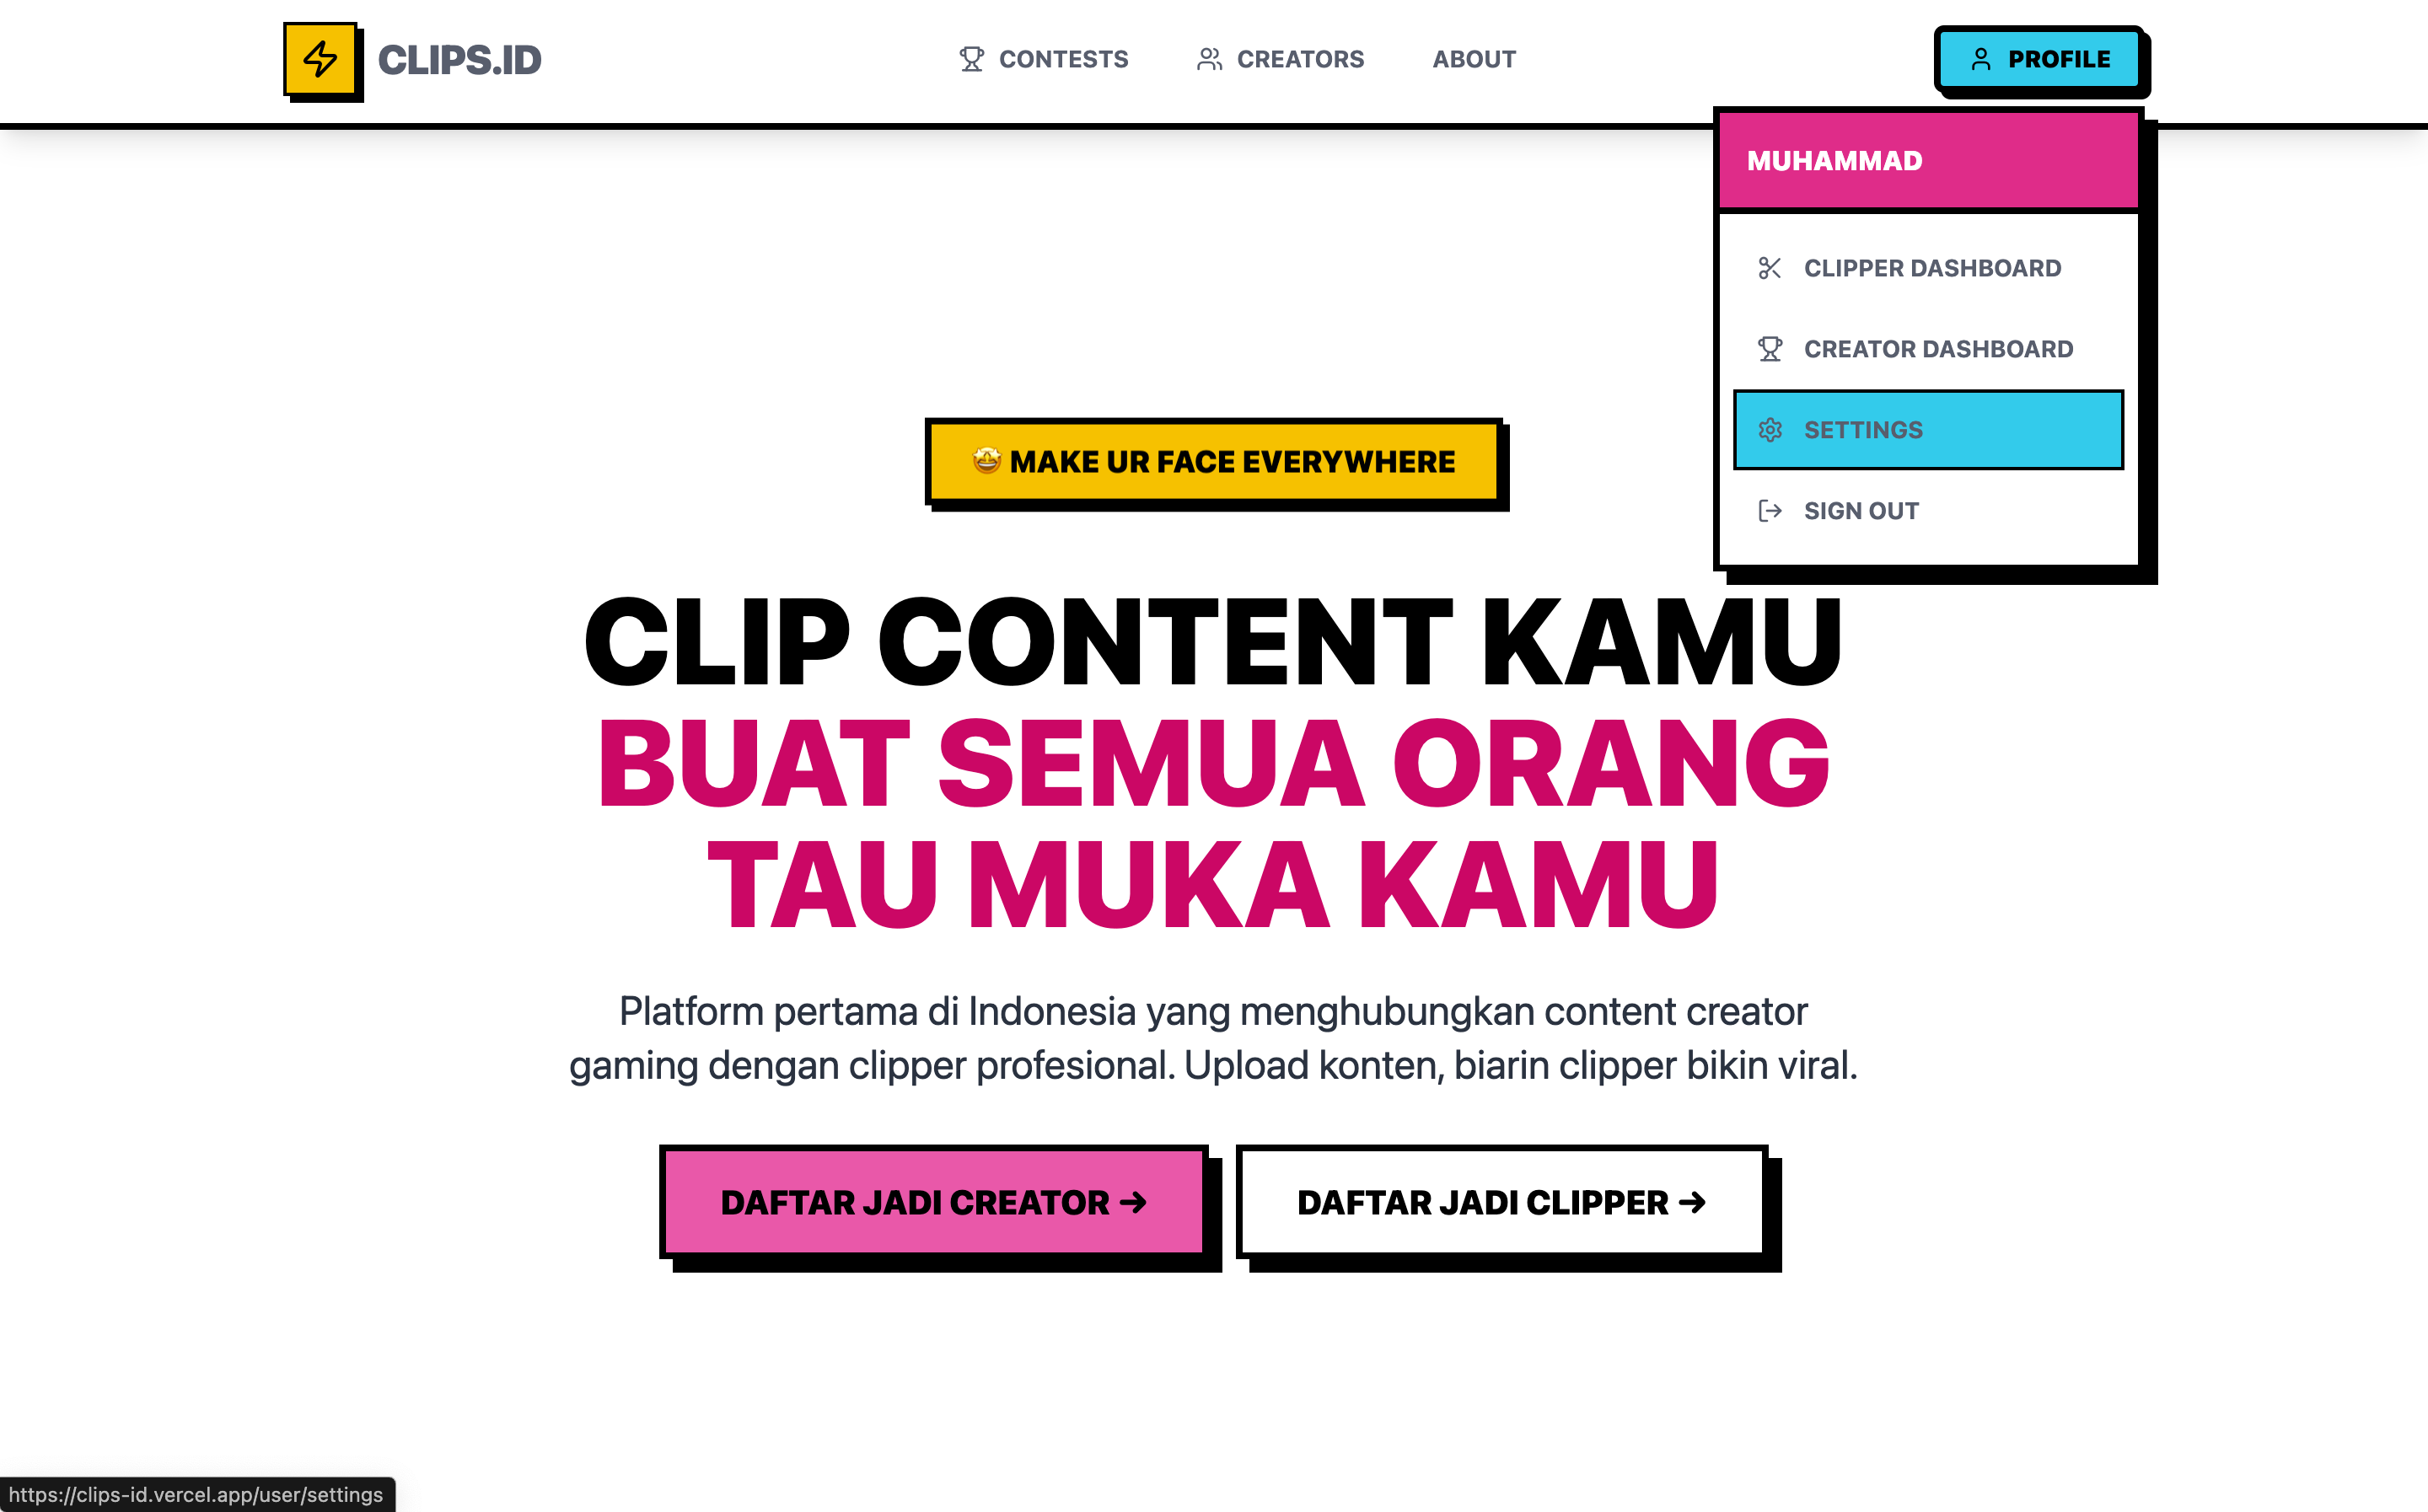 CLIPS.ID
CONTESTS
CREATORS
ABOUT
PROFILE
MUHAMMAD
CLIPPER DASHBOARD
CREATOR DASHBOARD
SETTINGS
SIGN OUT
🤩 MAKE UR FACE EVERYWHERE
CLIP CONTENT KAMU
BUAT SEMUA ORANG
TAU MUKA KAMU
Platform pertama di Indonesia yang menghubungkan content creator
gaming dengan clipper profesional. Upload konten, biarin clipper bikin viral.
DAFTAR JADI CREATOR →
DAFTAR JADI CLIPPER →
https://clips-id.vercel.app/user/settings